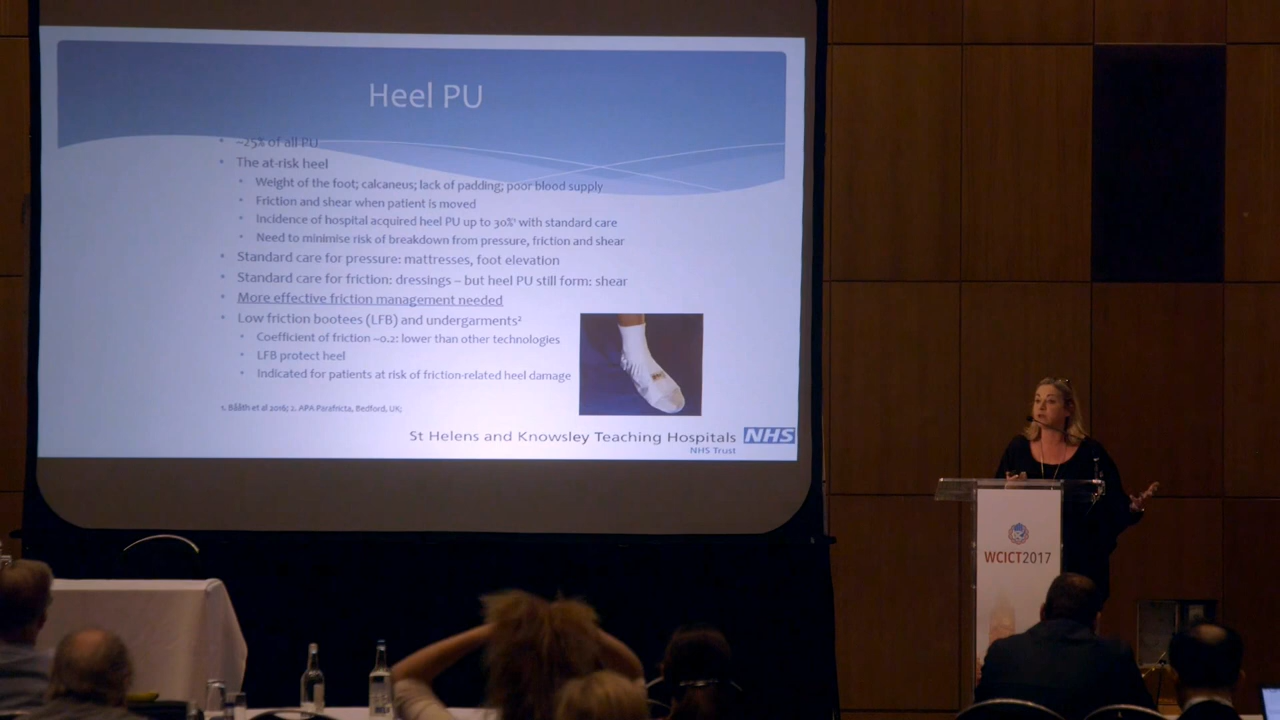 Heel PU
~25% of all PU
The at-risk heel
Weight of the foot; calcaneus; lack of padding; poor blood supply
Friction and shear when patient is moved
Incidence of hospital acquired heel PU up to 30%¹ with standard care
Need to minimise risk of breakdown from pressure, friction and shear
Standard care for pressure: mattresses, foot elevation
Standard care for friction: dressings – but heel PU still form: shear
More effective friction management needed
Low friction bootees (LFB) and undergarments²
Coefficient of friction ~0.2: lower than other technologies
LFB protect heel
Indicated for patients at risk of friction-related heel damage
1. Bååth et al 2016; 2. APA Parafricta, Bedford, UK;
St Helens and Knowsley Teaching Hospitals NHS
NHS Trust
WCICT2017